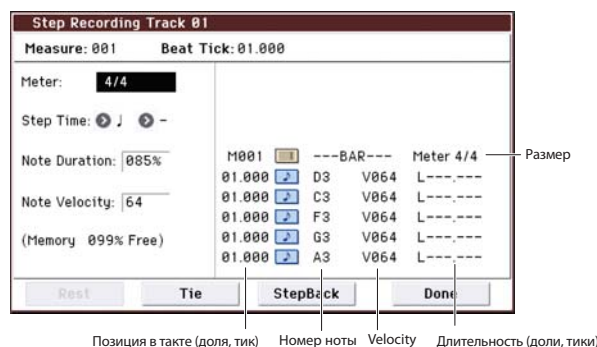 Step Recording Track 01
Measure: 001 Beat Tick: 01.000
Meter: 4/4
Step Time: ♩ -
Note Duration: 085%
Note Velocity: 64
(Memory 099% Free)
M001 ---BAR--- Meter 4/4
01.000 D3 V064 L---.---
01.000 C3 V064 L---.---
01.000 F3 V064 L---.---
01.000 G3 V064 L---.---
01.000 A3 V064 L---.---
Размер
Rest Tie StepBack Done
Позиция в такте (доля, тик) Номер ноты Velocity Длительность (доли, тики)